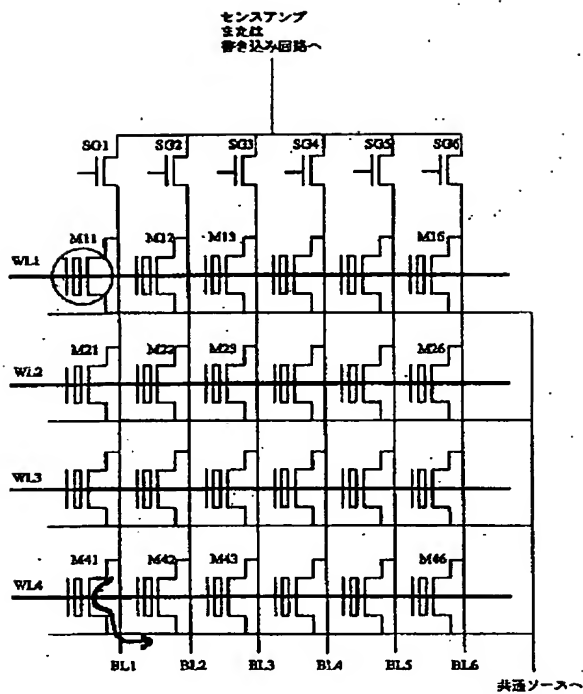 センスアンプ
または
書き込み回路へ
SG1 SG2 SG3 SG4 SG5 SG6
M11 M12 M13 M16
WL1
M21 M22 M23 M26
WL2
WL3
M41 M42 M43 M46
WL4
BL1 BL2 BL3 BL4 BL5 BL6
共通ソースへ